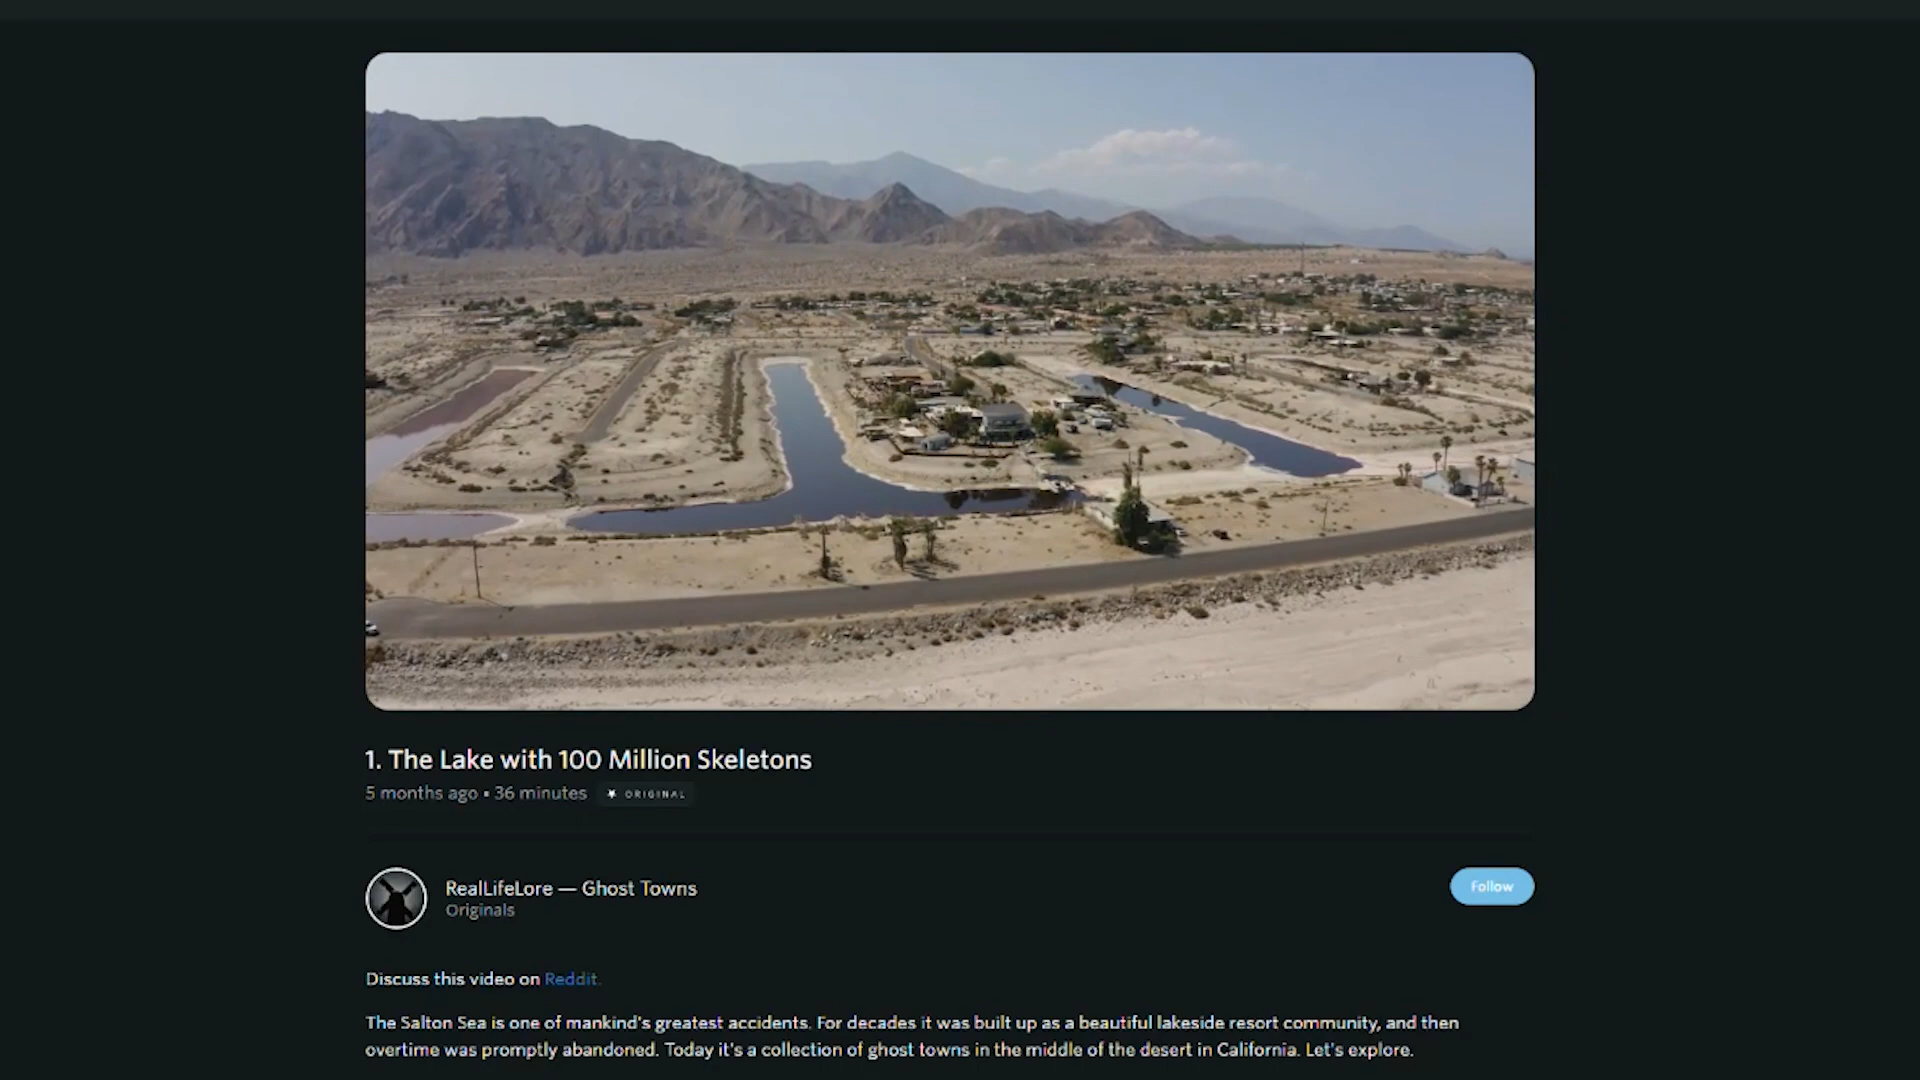 1. The Lake with 100 Million Skeletons
5 months ago • 36 minutes ★ ORIGINAL
RealLifeLore — Ghost Towns
Originals
Follow
Discuss this video on Reddit.
The Salton Sea is one of mankind's greatest accidents. For decades it was built up as a beautiful lakeside resort community, and then
overtime was promptly abandoned. Today it's a collection of ghost towns in the middle of the desert in California. Let's explore.